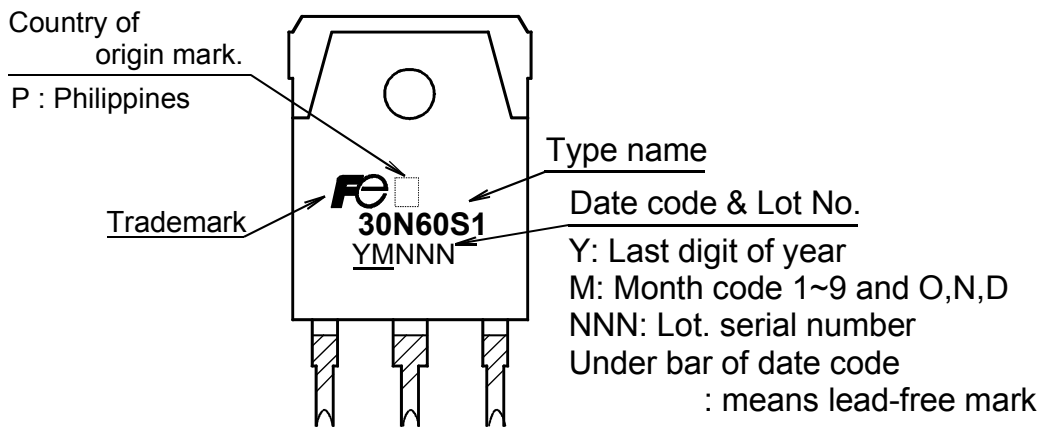 Country of
origin mark.
P : Philippines
Trademark
Fe
30N60S1
YMNNN
Type name
Date code & Lot No.
Y: Last digit of year
M: Month code 1~9 and O,N,D
NNN: Lot. serial number
Under bar of date code
: means lead-free mark